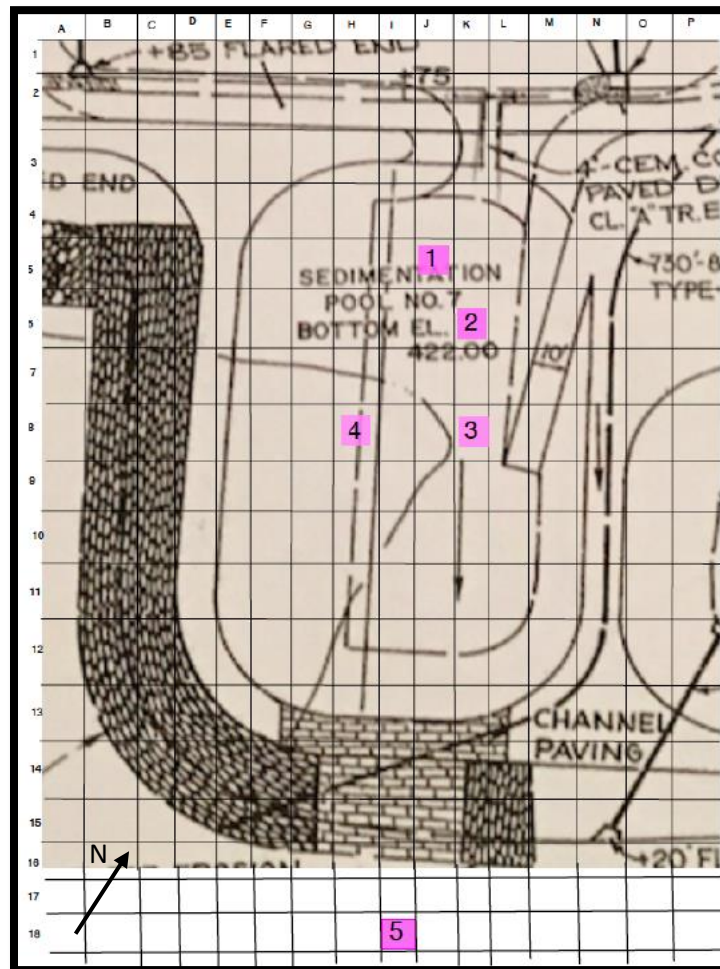 A B C D E F G H I J K L M N O P
1
+85 FLARED END
+75
2
3
4"-CEM. CO
PAVED D
CL. "A" TR. E
D END
4
1
730'-8
TYPE-
5
SEDIMENTATION
POOL NO. 7
5
2
BOTTOM EL.
422.00
10'
7
8
4
3
9
10
11
12
13
CHANNEL
PAVING
14
15
+20' FL
16
N
EROSION
17
18
5